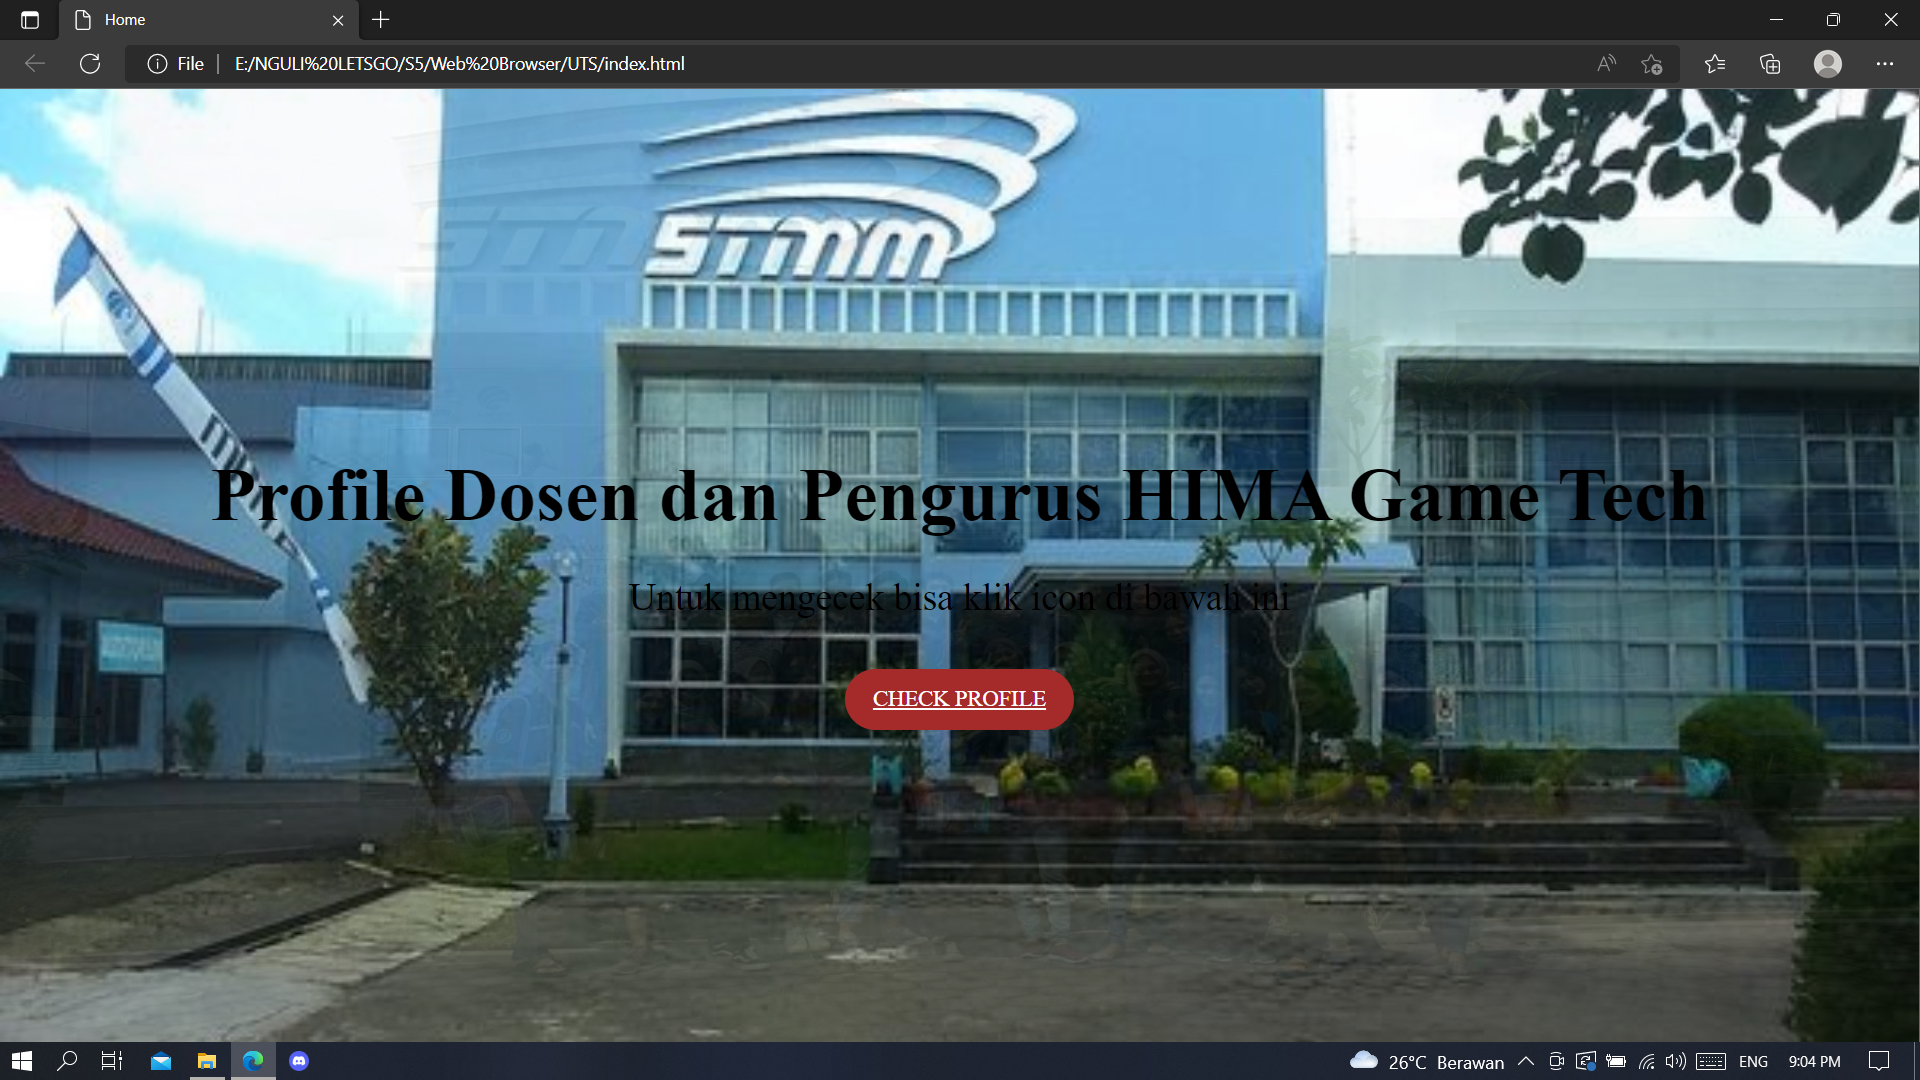 Home
File
E:/NGULI%20LETSGO/S5/Web%20Browser/UTS/index.html
STMM
Profile Dosen dan Pengurus HIMA Game Tech
Untuk mengecek bisa klik icon di bawah ini
CHECK PROFILE
26°C Berawan
ENG
9:04 PM